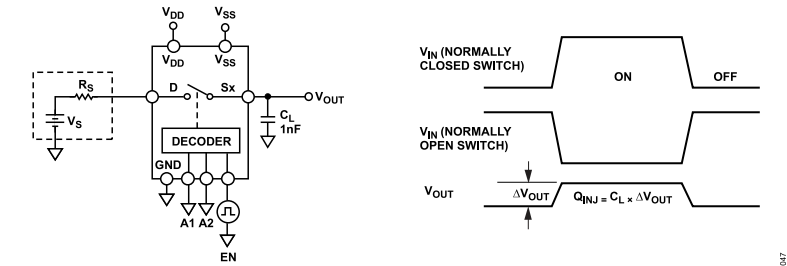 VDD
VSS
VDD
VSS
RS
VS
D
Sx
VOUT
CL
1nF
DECODER
GND
A1
A2
EN
VIN (NORMALLY
CLOSED SWITCH)
ON
OFF
VIN (NORMALLY
OPEN SWITCH)
VOUT
ΔVOUT
QINJ = CL × ΔVOUT
047